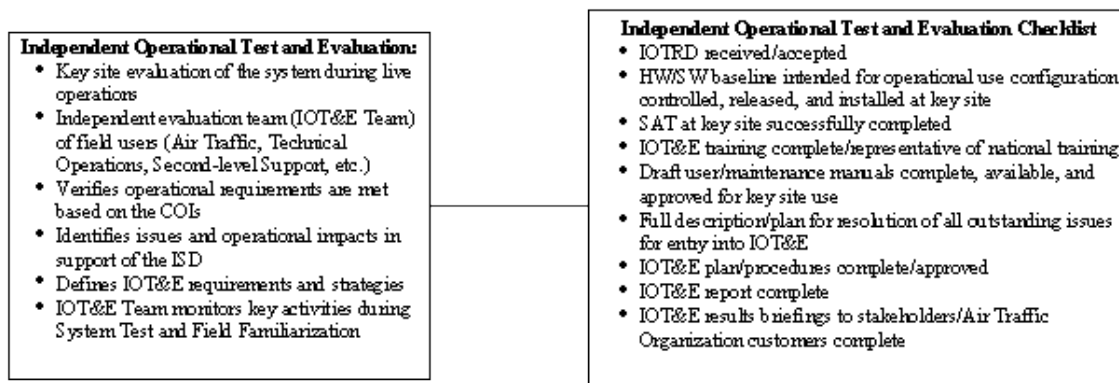 Independent Operational Test and Evaluation:
• Key site evaluation of the system during live
operations
• Independent evaluation team (IOT&E Team)
of field users (Air Traffic, Technical
Operations, Second-level Support, etc.)
• Verifies operational requirements are met
based on the COIs
• Identifies issues and operational impacts in
support of the ISD
• Defines IOT&E requirements and strategies
• IOT&E Team monitors key activities during
System Test and Field Familiarization
Independent Operational Test and Evaluation Checklist
• IOTRD received/accepted
• HW/SW baseline intended for operational use configuration
controlled, released, and installed at key site
• SAT at key site successfully completed
• IOT&E training complete/representative of national training
• Draft user/maintenance manuals complete, available, and
approved for key site use
• Full description/plan for resolution of all outstanding issues
for entry into IOT&E
• IOT&E plan/procedures complete/approved
• IOT&E report complete
• IOT&E results briefings to stakeholders/Air Traffic
Organization customers complete